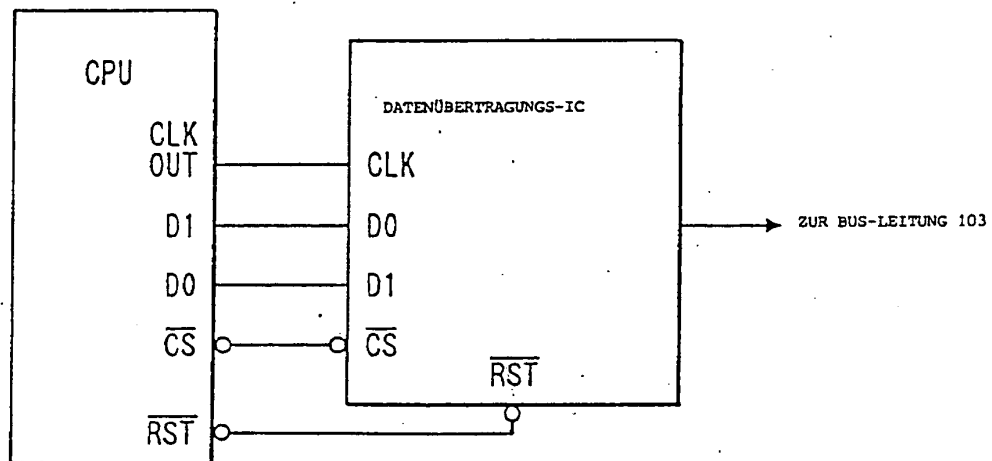 CPU
CLK
OUT
D1
D0
CS
RST
DATENÜBERTRAGUNGS-IC
CLK
D0
D1
CS
RST
ZUR BUS-LEITUNG 103